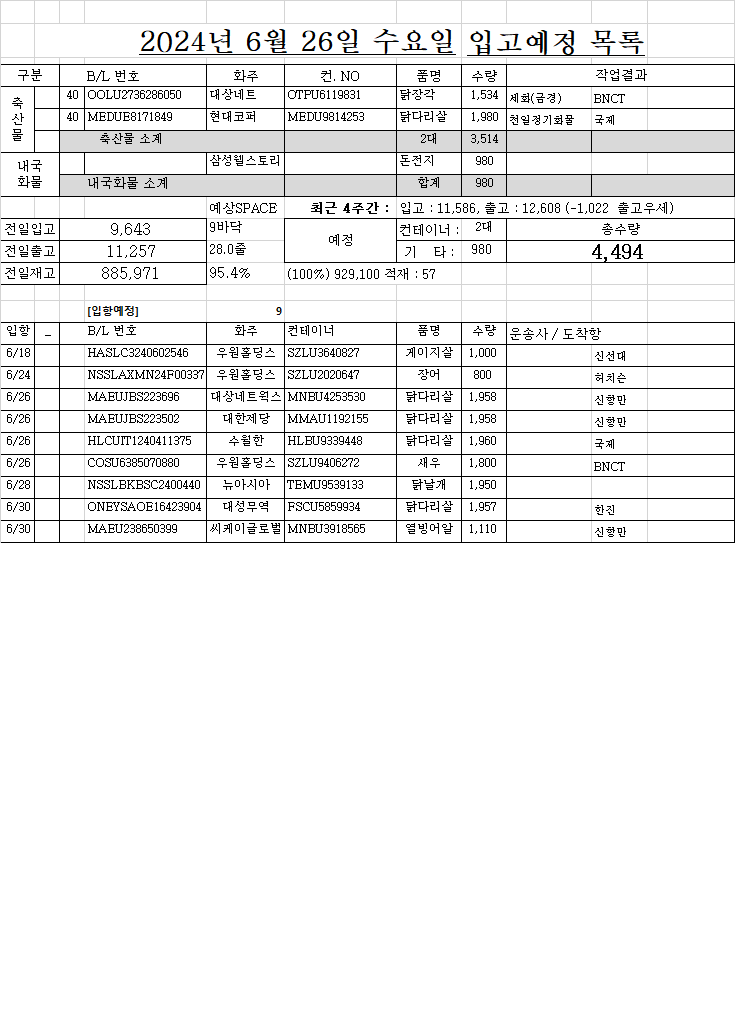 2024년 6월 26일 수요일 입고예정 목록
구분 B/L 번호 화주 컨. NO 품명 수량 작업결과
축산물 40 OOLU2736286050 대상네트 OTPU6119831 닭장각 1,534 세화(금경) BNCT
40 MEDUE8171849 현대코퍼 MEDU9814253 닭다리살 1,980 천일정기화물 국제
축산물 소계 2대 3,514
내국화물 삼성웰스토리 돈전지 980
내국화물 소계 합계 980
예상SPACE 최근 4주간 : 입고 : 11,586, 출고 : 12,608 (-1,022 출고우세)
전일입고 9,643 9바닥 예정 컨테이너 : 2대 총수량
전일출고 11,257 28.0줄 기 타 : 980 4,494
전일재고 885,971 95.4% (100%) 929,100 적재 : 57
[입항예정] 9
입항 _ B/L 번호 화주 컨테이너 품명 수량 운송사 / 도착항
6/18 HASLC3240602546 우원홀딩스 SZLU3640827 게이지살 1,000 신선대
6/24 NSSLAXMN24F00337 우원홀딩스 SZLU2020647 장어 800 허치슨
6/26 MAEUJBS223696 대상네트웍스 MNBU4253530 닭다리살 1,958 신항만
6/26 MAEUJBS223502 대한제당 MMAU1192155 닭다리살 1,958 신항만
6/26 HLCUIT1240411375 수월한 HLBU9339448 닭다리살 1,960 국제
6/26 COSU6385070880 우원홀딩스 SZLU9406272 새우 1,800 BNCT
6/28 NSSLBKBSC2400440 뉴아시아 TEMU9539133 닭날개 1,950
6/30 ONEYSAOE16423904 대성무역 FSCU5859934 닭다리살 1,957 한진
6/30 MAEU238650399 씨케이글로벌 MNBU3918565 열빙어알 1,110 신항만